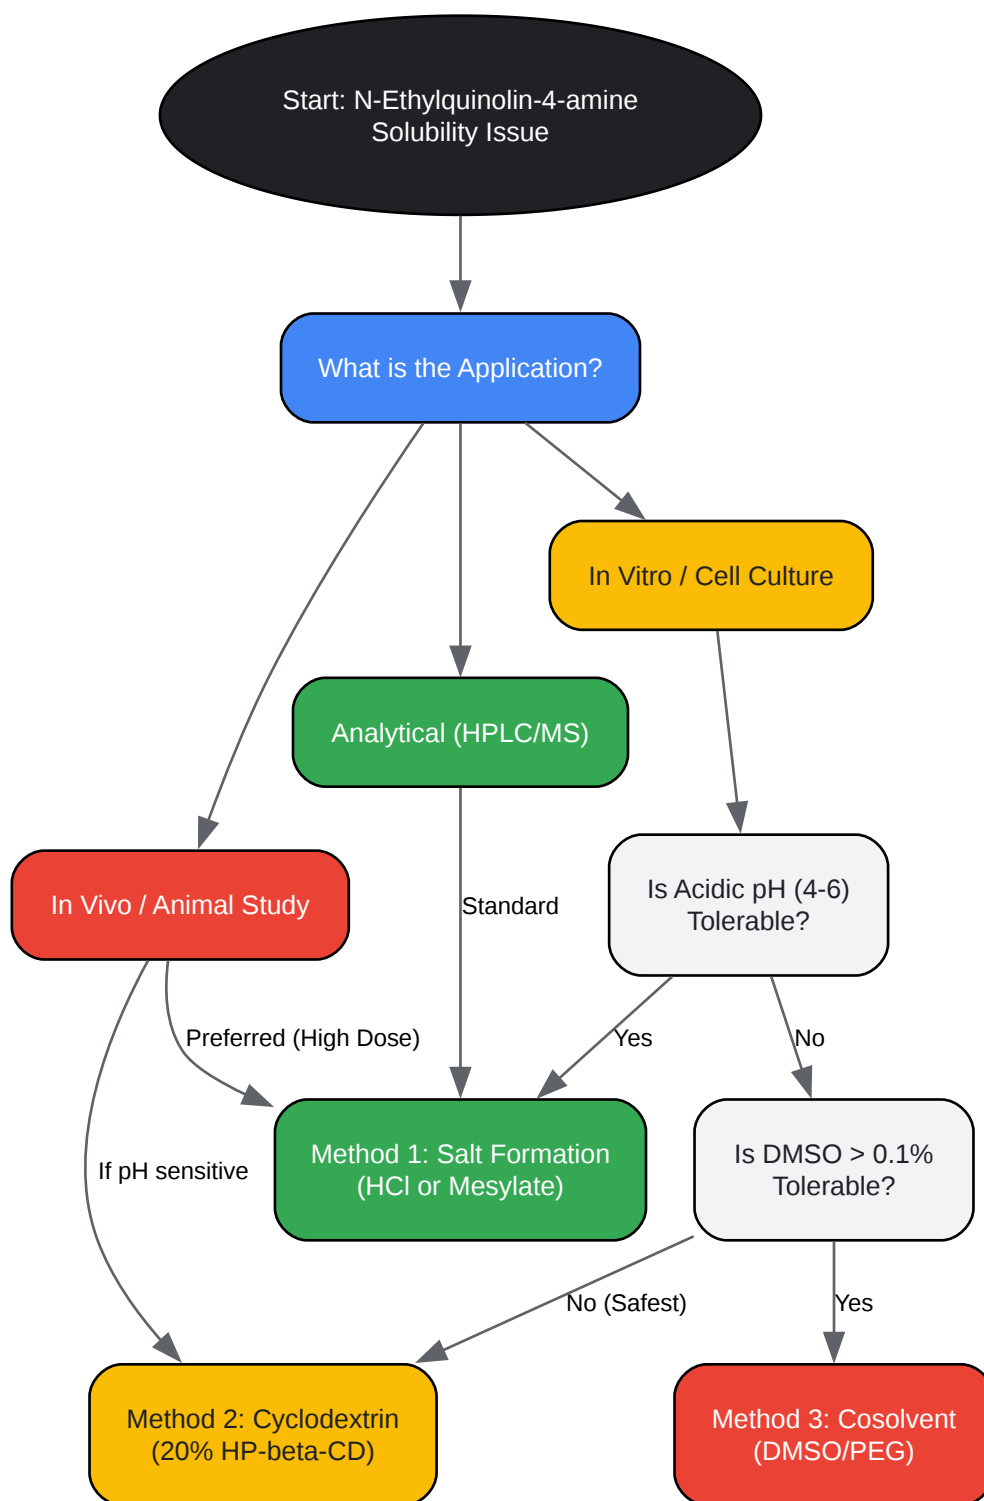 Start: N-Ethylquinolin-4-amine
Solubility Issue
What is the Application?
In Vitro / Cell Culture
Analytical (HPLC/MS)
In Vivo / Animal Study
Is Acidic pH (4-6)
Tolerable?
Standard
Preferred (High Dose)
Yes
No
Method 1: Salt Formation
(HCl or Mesylate)
Is DMSO > 0.1%
Tolerable?
If pH sensitive
No (Safest)
Yes
Method 2: Cyclodextrin
(20% HP-beta-CD)
Method 3: Cosolvent
(DMSO/PEG)